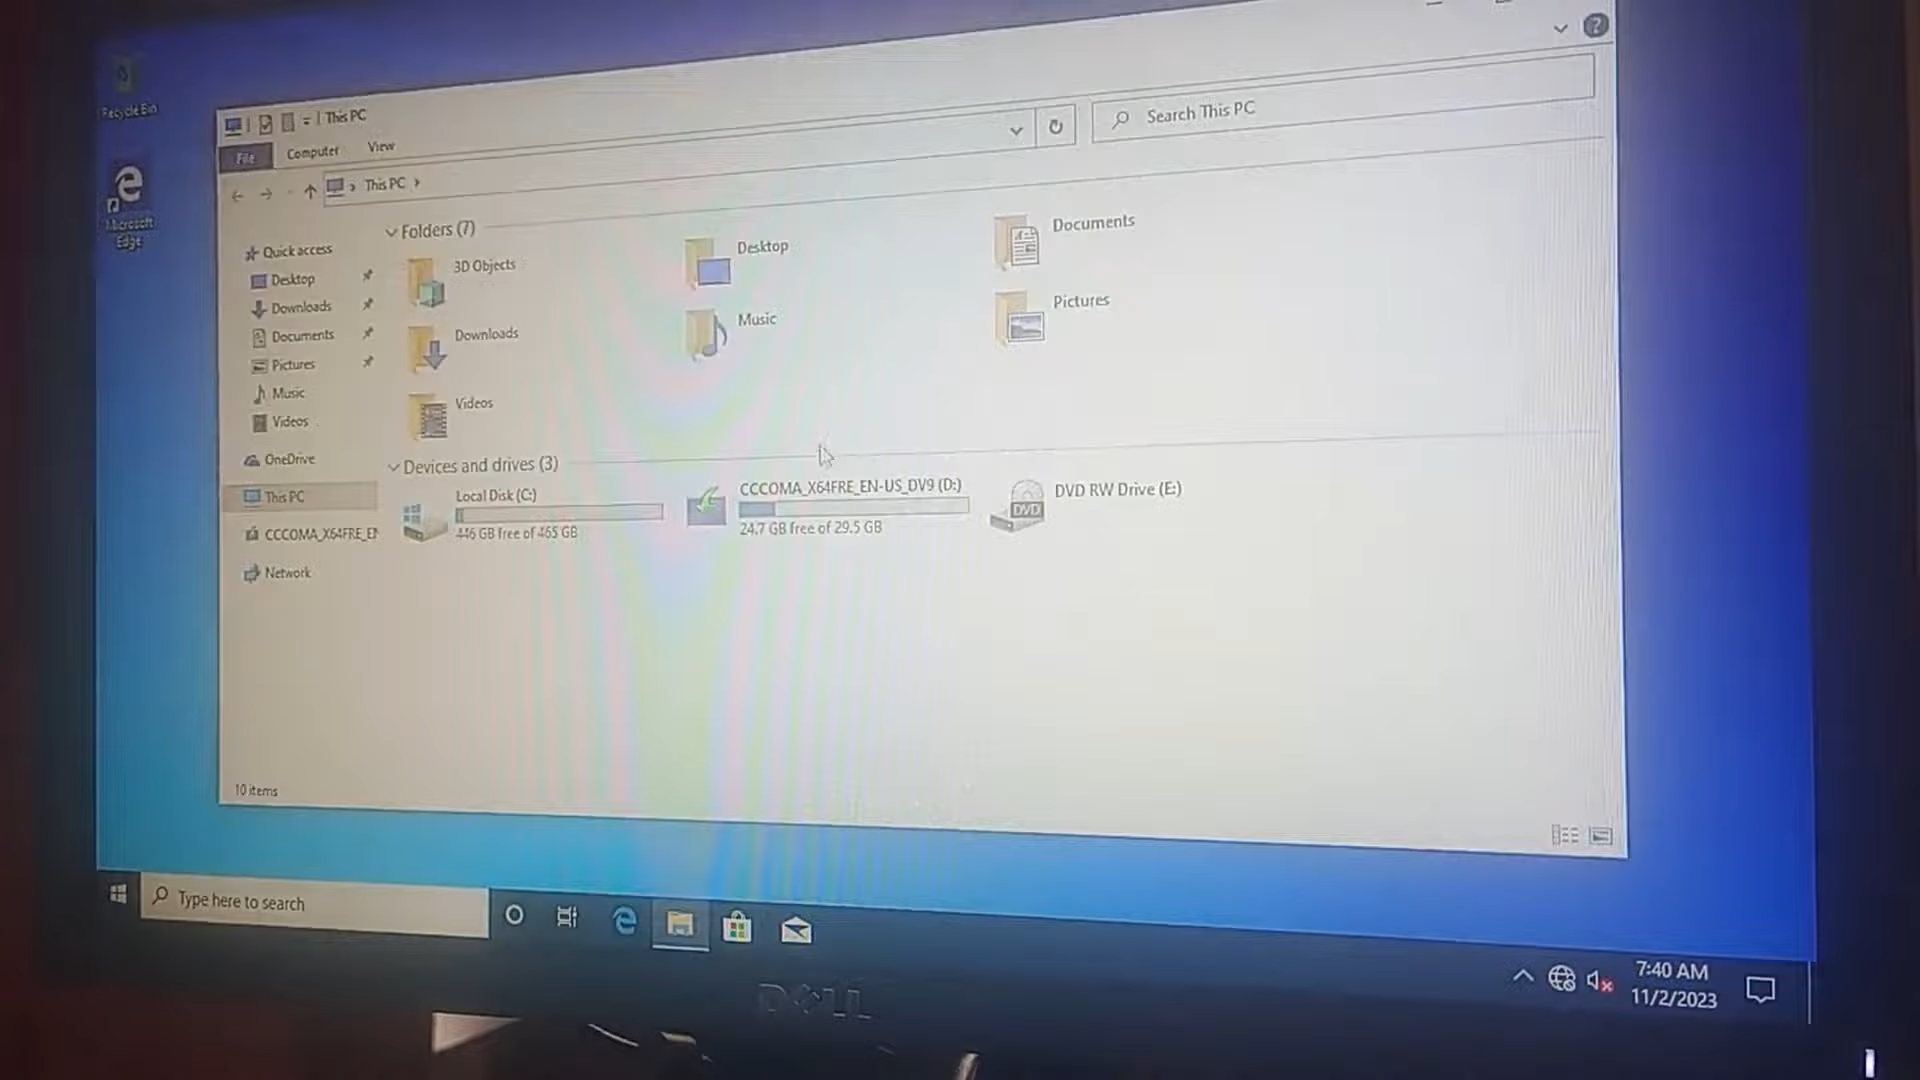 Recycle Bin
Microsoft
Edge
This PC
File
Computer
View
This PC
Search This PC
Quick access
Desktop
Downloads
Documents
Pictures
Music
Videos
OneDrive
This PC
CCCOMA_X64FRE_EN
Network
Folders (7)
3D Objects
Desktop
Documents
Downloads
Music
Pictures
Videos
Devices and drives (3)
Local Disk (C:)
446 GB free of 465 GB
CCCOMA_X64FRE_EN-US_DV9 (D:)
24.7 GB free of 29.5 GB
DVD RW Drive (E:)
DVD
10 items
Type here to search
7:40 AM
11/2/2023
DELL